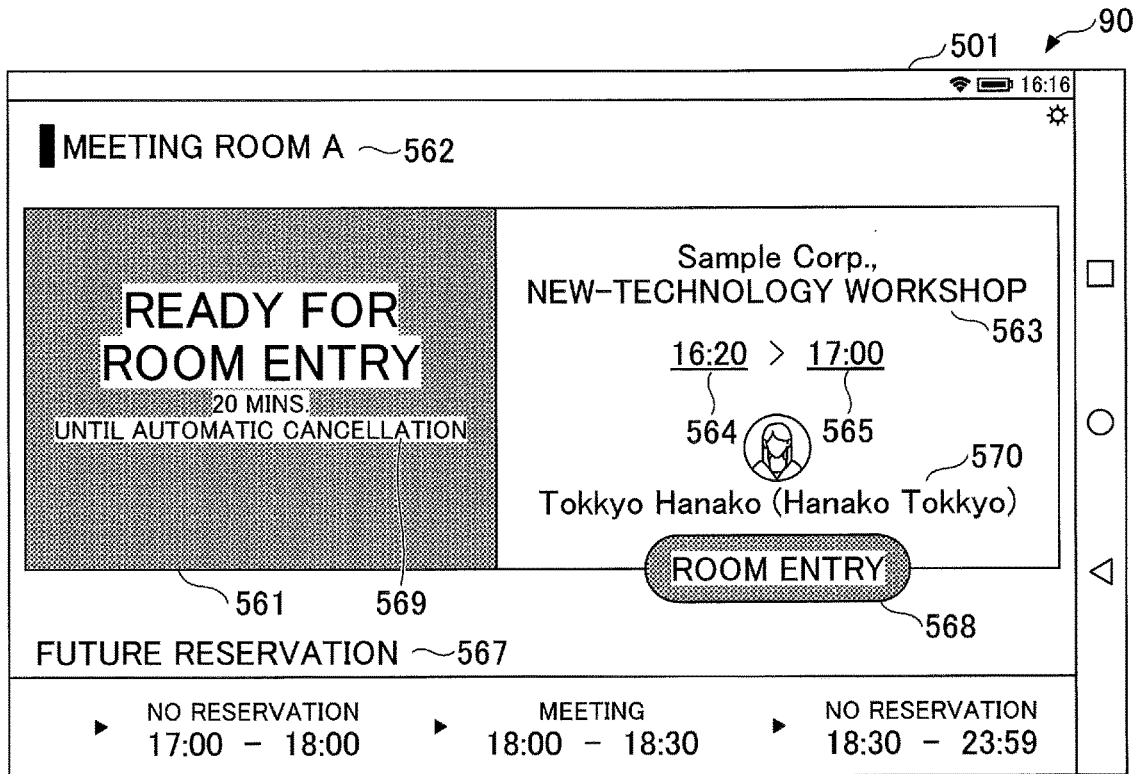 90
501
16:16
MEETING ROOM A 562
READY FOR
ROOM ENTRY
20 MINS.
UNTIL AUTOMATIC CANCELLATION
561
569
Sample Corp.,
NEW-TECHNOLOGY WORKSHOP
563
16:20 > 17:00
564
565
570
Tokkyo Hanako (Hanako Tokkyo)
ROOM ENTRY
568
FUTURE RESERVATION 567
NO RESERVATION
17:00 - 18:00
MEETING
18:00 - 18:30
NO RESERVATION
18:30 - 23:59